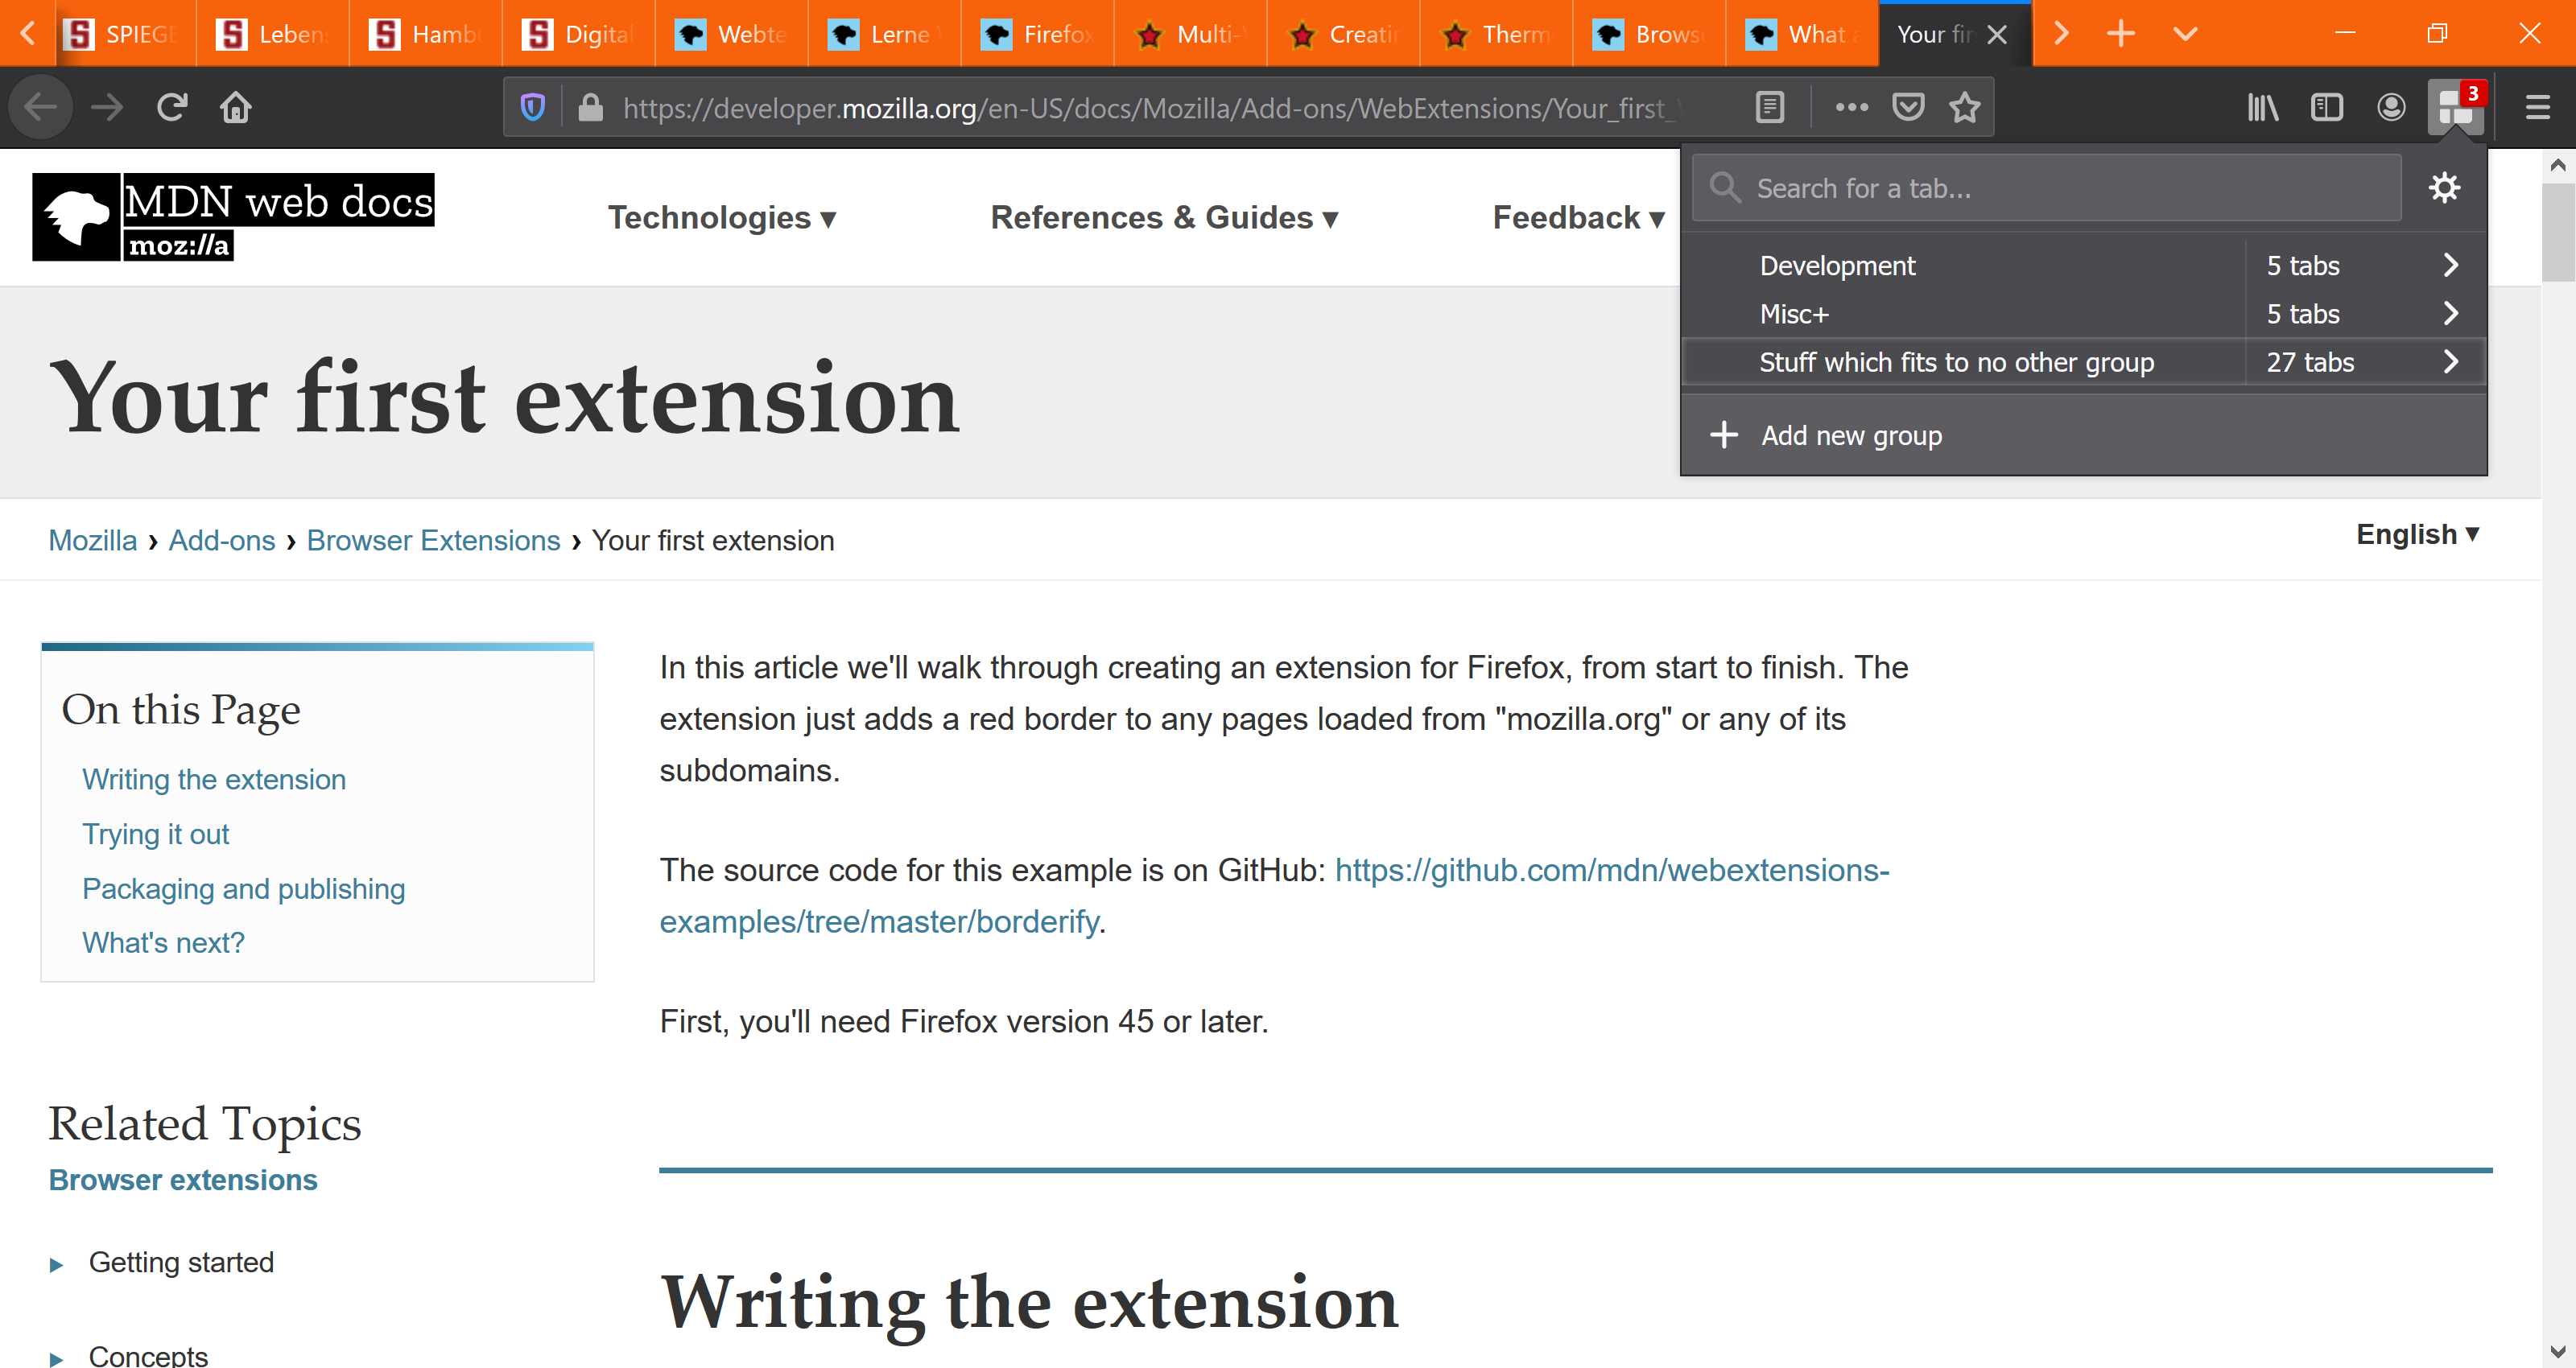 SPIEGE
Lebens
Hambu
Digital
Webte
Lerne
Firefox
Multi-
Creatin
Therm
Brows
What a
Your fir
https://developer.mozilla.org/en-US/docs/Mozilla/Add-ons/WebExtensions/Your_first_
3
MDN web docs
moz://a
Technologies ▾
References & Guides ▾
Feedback ▾
Search for a tab...
Development 5 tabs
Misc+ 5 tabs
Stuff which fits to no other group 27 tabs
Add new group
Your first extension
Mozilla › Add-ons › Browser Extensions › Your first extension
English ▾
On this Page
Writing the extension
Trying it out
Packaging and publishing
What's next?
In this article we'll walk through creating an extension for Firefox, from start to finish. The
extension just adds a red border to any pages loaded from "mozilla.org" or any of its
subdomains.
The source code for this example is on GitHub: https://github.com/mdn/webextensions-
examples/tree/master/borderify.
First, you'll need Firefox version 45 or later.
Related Topics
Browser extensions
Getting started
Concepts
Writing the extension